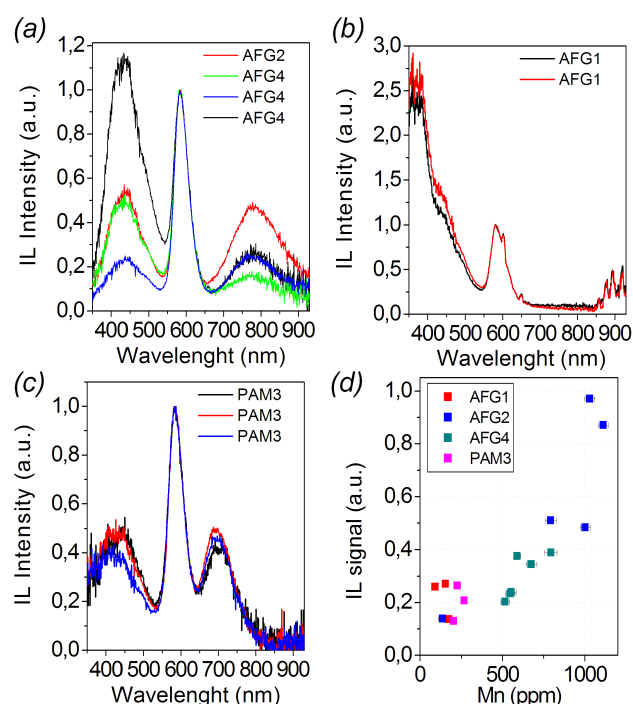 (a)
1,2
1,0
0,8
0,6
0,4
0,2
0,0
IL Intensity (a.u.)
AFG2
AFG4
AFG4
AFG4
400 500 600 700 800 900
Wavelenght (nm)
(b)
3,0
2,5
2,0
1,5
1,0
0,5
0,0
IL Intensity (a.u.)
AFG1
AFG1
400 500 600 700 800 900
Wavelenght (nm)
(c)
1,0
0,8
0,6
0,4
0,2
0,0
IL Intensity (a.u.)
PAM3
PAM3
PAM3
400 500 600 700 800 900
Wavelenght (nm)
(d)
1,0
0,8
0,6
0,4
0,2
0,0
IL signal (a.u.)
AFG1
AFG2
AFG4
PAM3
0 500 1000
Mn (ppm)